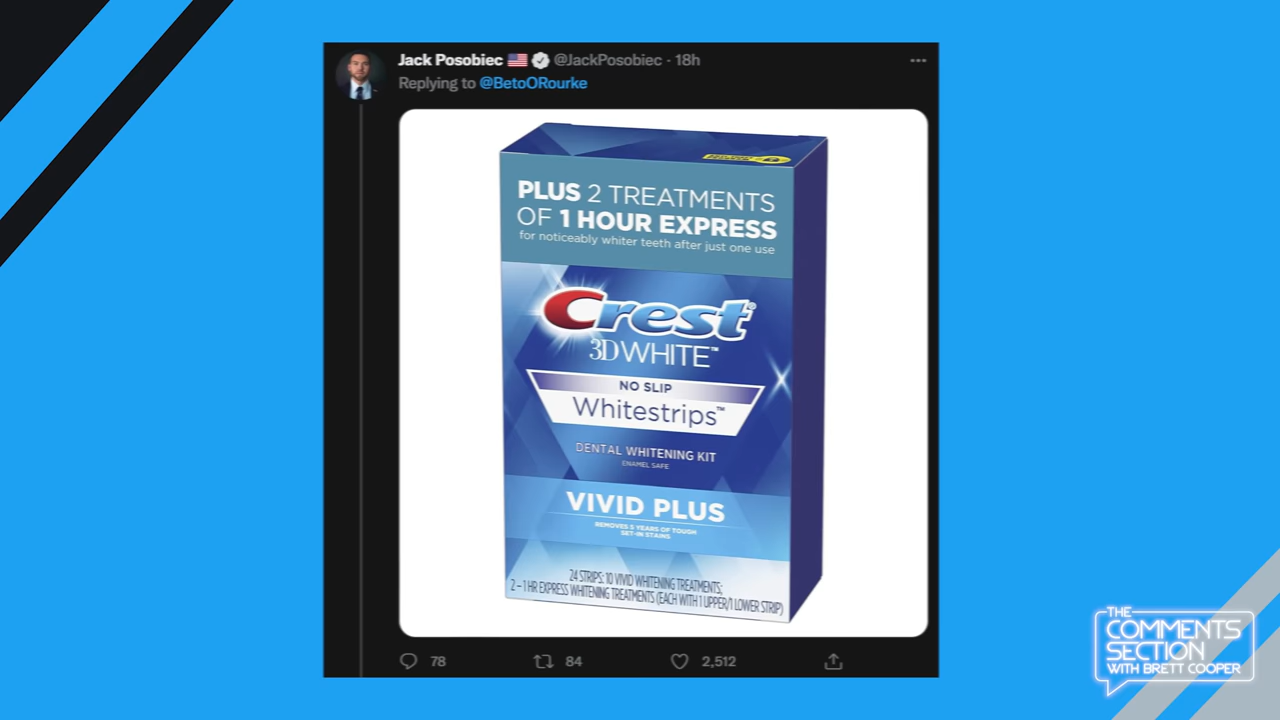 Jack Posobiec @JackPosobiec · 18h
Replying to @BetoORourke
PLUS 2 TREATMENTS
OF 1 HOUR EXPRESS
for noticeably whiter teeth after just one use
Crest
3DWHITE™
NO SLIP
Whitestrips™
DENTAL WHITENING KIT
ENAMEL SAFE
VIVID PLUS
REMOVES 5 YEARS OF TOUGH
SET-IN STAINS
24 STRIPS: 10 VIVID WHITENING TREATMENTS;
2 – 1 HR EXPRESS WHITENING TREATMENTS (EACH WITH 1 UPPER/1 LOWER STRIP)
78 84 2,512
THE
COMMENTS
SECTION
WITH BRETT COOPER